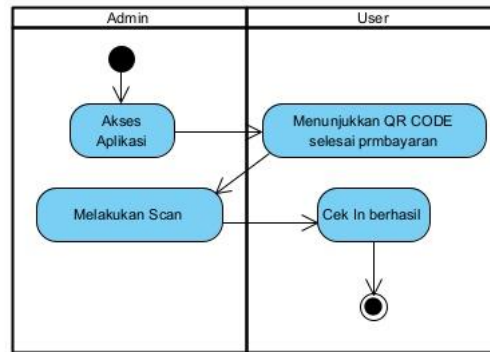 Admin
User
Akses
Aplikasi
Menunjukkan QR CODE
selesai prmbayaran
Melakukan Scan
Cek In berhasil